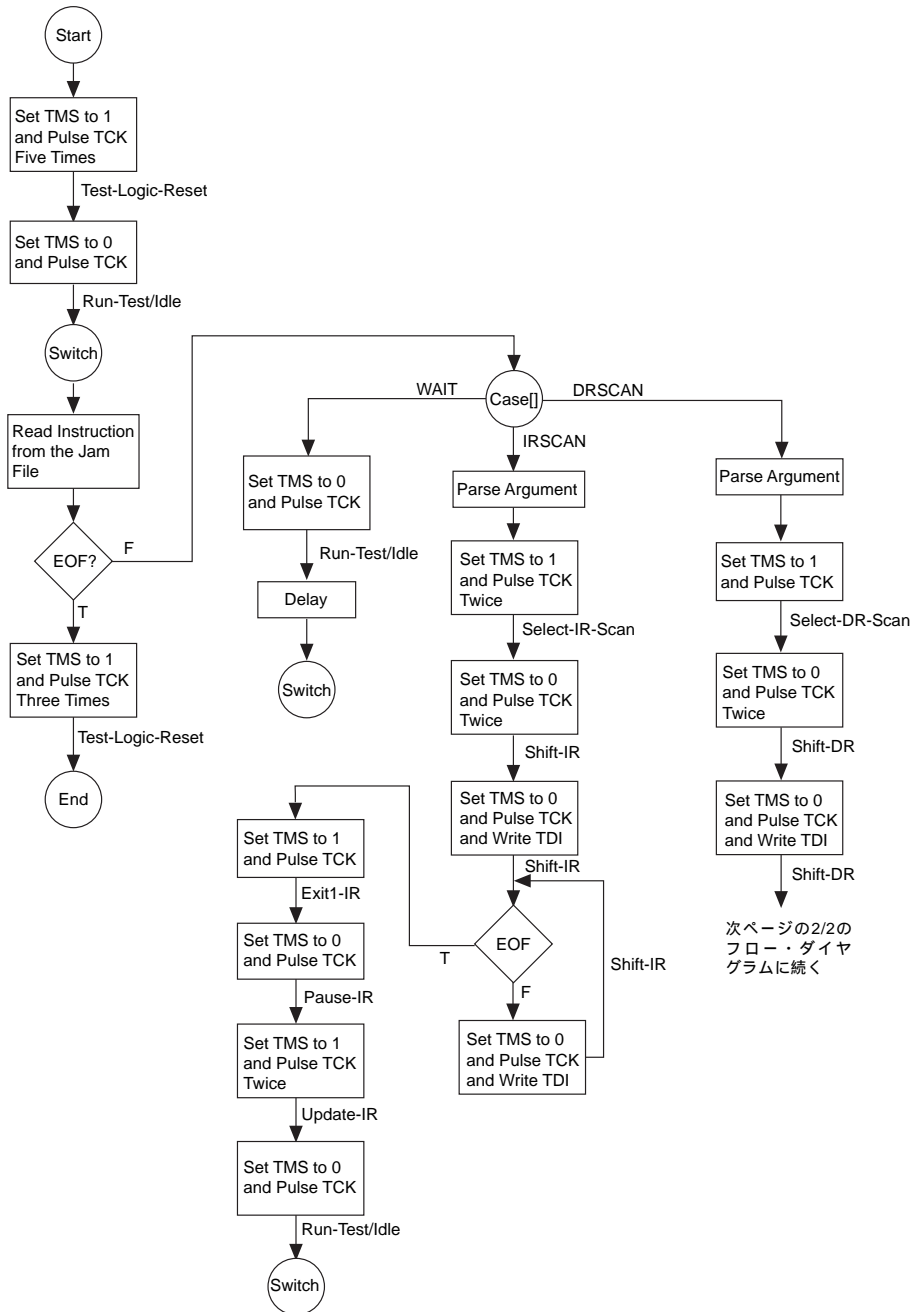 Start
Set TMS to 1
and Pulse TCK
Five Times
Test-Logic-Reset
Set TMS to 0
and Pulse TCK
Run-Test/Idle
Switch
Read Instruction
from the Jam
File
EOF?
F
T
Set TMS to 1
and Pulse TCK
Three Times
Test-Logic-Reset
End
Case[]
WAIT
Set TMS to 0
and Pulse TCK
Run-Test/Idle
Delay
Switch
IRSCAN
Parse Argument
Set TMS to 1
and Pulse TCK
Twice
Select-IR-Scan
Set TMS to 0
and Pulse TCK
Twice
Shift-IR
Set TMS to 0
and Pulse TCK
and Write TDI
Shift-IR
EOF
T
F
Set TMS to 0
and Pulse TCK
and Write TDI
Shift-IR
Set TMS to 1
and Pulse TCK
Exit1-IR
Set TMS to 0
and Pulse TCK
Pause-IR
Set TMS to 1
and Pulse TCK
Twice
Update-IR
Set TMS to 0
and Pulse TCK
Run-Test/Idle
Switch
DRSCAN
Parse Argument
Set TMS to 1
and Pulse TCK
Select-DR-Scan
Set TMS to 0
and Pulse TCK
Twice
Shift-DR
Set TMS to 0
and Pulse TCK
and Write TDI
Shift-DR
次ページの2/2の
フロー・ダイヤ
グラムに続く